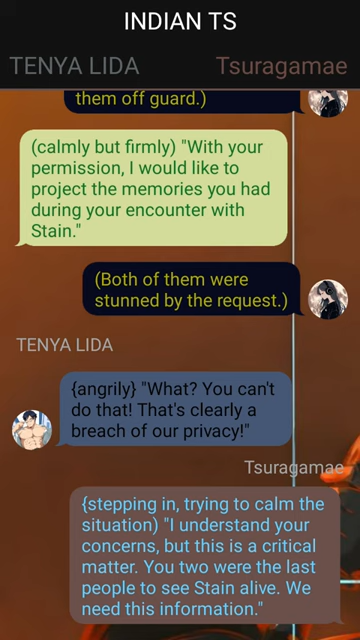 INDIAN TS
TENYA LIDA
Tsuragamae
them off guard.)
(calmly but firmly) "With your
permission, I would like to
project the memories you had
during your encounter with
Stain."
(Both of them were
stunned by the request.)
TENYA LIDA
{angrily} "What? You can't
do that! That's clearly a
breach of our privacy!"
Tsuragamae
{stepping in, trying to calm the
situation) "I understand your
concerns, but this is a critical
matter. You two were the last
people to see Stain alive. We
need this information."